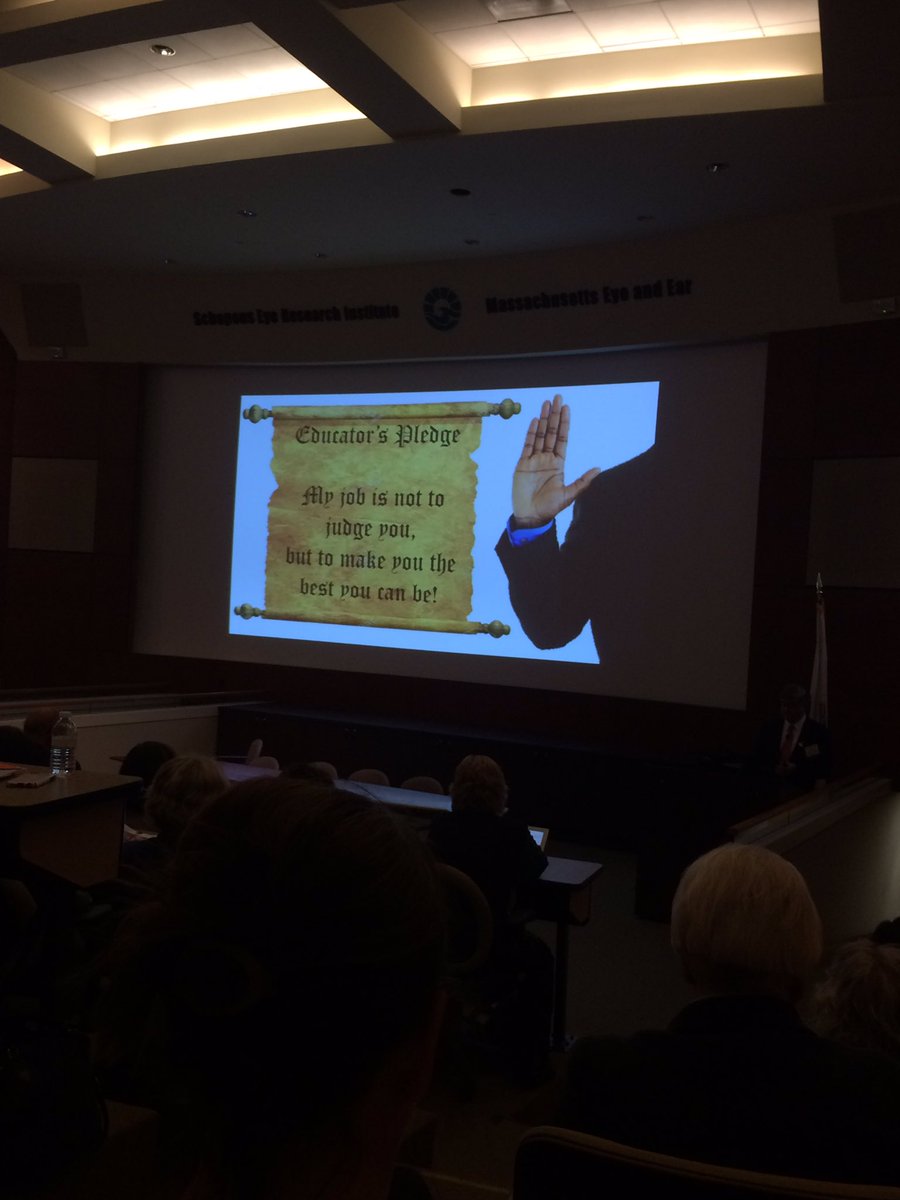 Schepens Eye Research Institute
Massachusetts Eye and Ear
Educator's Pledge
My job is not to
judge you,
but to make you the
best you can be!